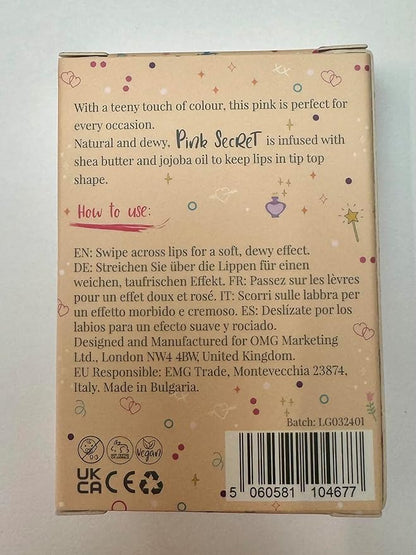 With a teeny touch of colour, this pink is perfect for
every occasion.
Natural and dewy, Pink Secret is infused with
shea butter and jojoba oil to keep lips in tip top
shape.
How to use:
EN: Swipe across lips for a soft, dewy effect.
DE: Streichen Sie über die Lippen für einen
weichen, taufrischen Effekt. FR: Passez sur les lèvres
pour un effet doux et rosé. IT: Scorri sulle labbra per
un effetto morbido e cremoso. ES: Deslízate por los
labios para un efecto suave y rociado.
Designed and Manufactured for OMG Marketing
Ltd., London NW4 4BW, United Kingdom.
EU Responsible: EMG Trade, Montevecchia 23874,
Italy. Made in Bulgaria.
Batch: LG032401
Vegan
UK
CA CE
5 060581 104677